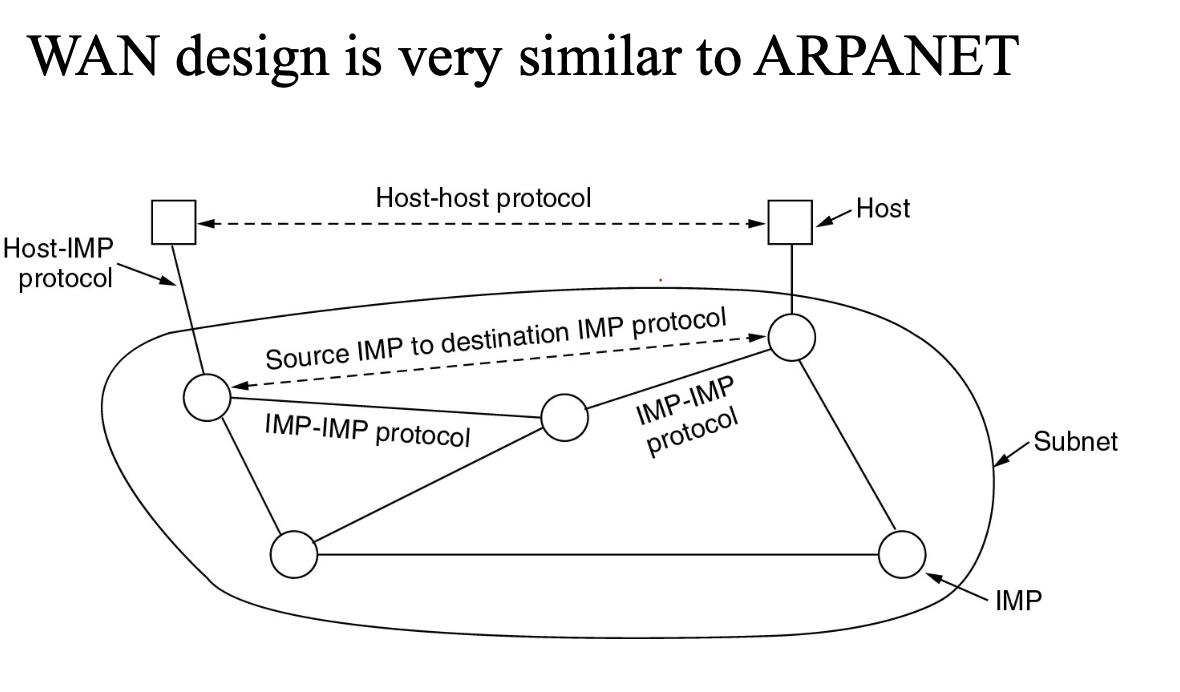 WAN design is very similar to ARPANET
Host-host protocol
Host
Host-IMP
protocol
Source IMP to destination IMP protocol
IMP-IMP protocol
IMP-IMP
protocol
Subnet
IMP